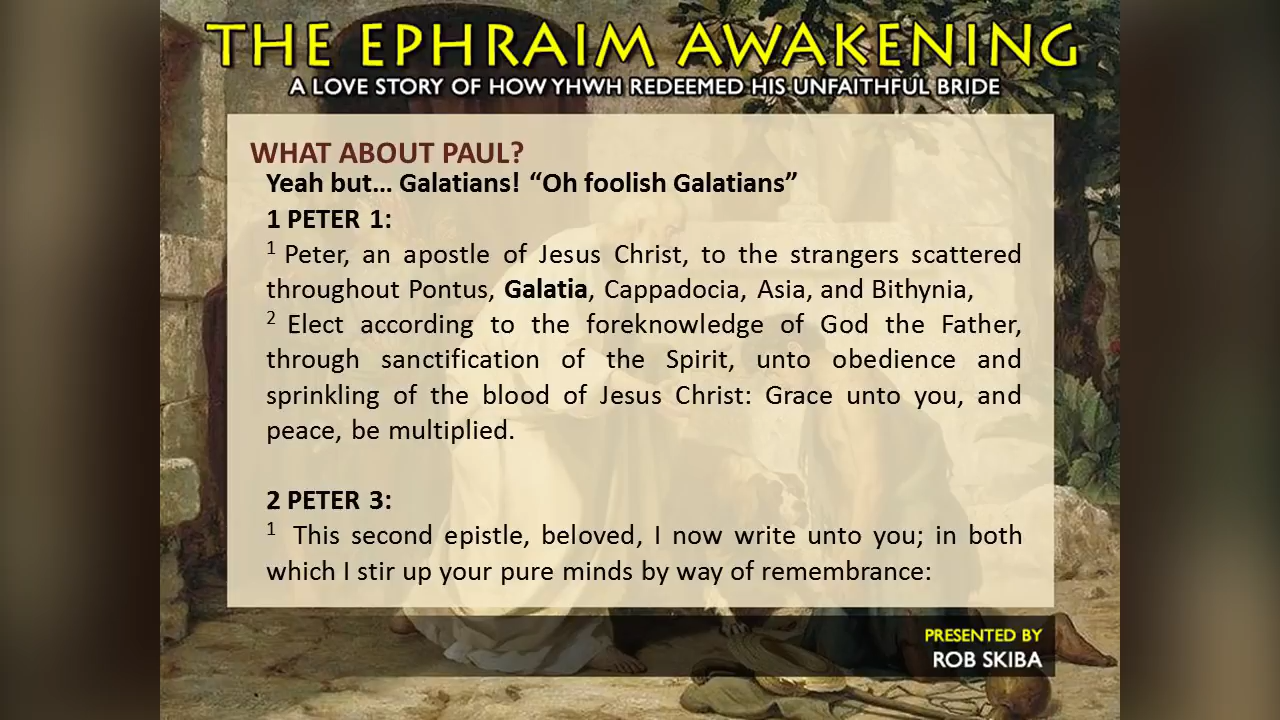 THE EPHRAIM AWAKENING
A LOVE STORY OF HOW YHWH REDEEMED HIS UNFAITHFUL BRIDE
WHAT ABOUT PAUL?
Yeah but… Galatians! “Oh foolish Galatians”
1 PETER 1:
1 Peter, an apostle of Jesus Christ, to the strangers scattered
throughout Pontus, Galatia, Cappadocia, Asia, and Bithynia,
2 Elect according to the foreknowledge of God the Father,
through sanctification of the Spirit, unto obedience and
sprinkling of the blood of Jesus Christ: Grace unto you, and
peace, be multiplied.
2 PETER 3:
1 This second epistle, beloved, I now write unto you; in both
which I stir up your pure minds by way of remembrance:
PRESENTED BY
ROB SKIBA